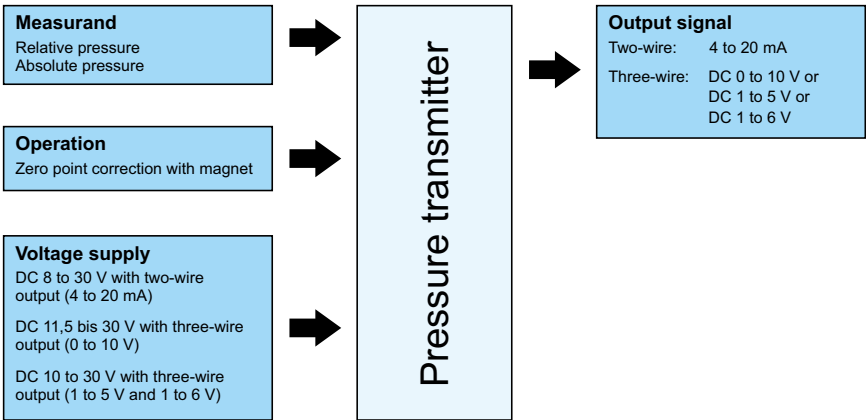 Measurand
Relative pressure
Absolute pressure
Operation
Zero point correction with magnet
Voltage supply
DC 8 to 30 V with two-wire
output (4 to 20 mA)
DC 11,5 bis 30 V with three-wire
output (0 to 10 V)
DC 10 to 30 V with three-wire
output (1 to 5 V and 1 to 6 V)
Pressure transmitter
Output signal
Two-wire: 4 to 20 mA
Three-wire: DC 0 to 10 V or
DC 1 to 5 V or
DC 1 to 6 V